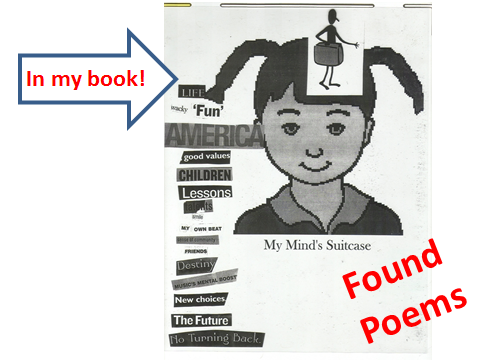 In my book!
LIFE
wacky 'Fun'
AMERICA
good values
CHILDREN
Lessons
MY OWN BEAT
FRIENDS
Destiny
MUSIC'S MENTAL BOOST
New choices
The Future
No Turning Back
My Mind's Suitcase
Found
Poems